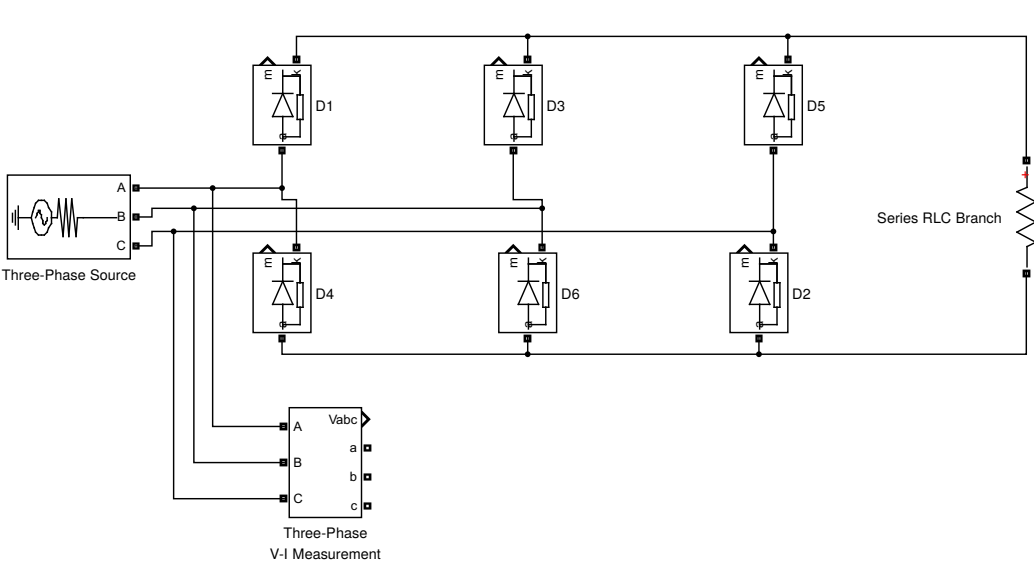 m
k
a
D1
m
k
a
D3
m
k
a
D5
A
B
C
Three-Phase Source
+
Series RLC Branch
m
k
a
D4
m
k
a
D6
m
k
a
D2
Vabc
A
a
B
b
C
c
Three-Phase
V-I Measurement